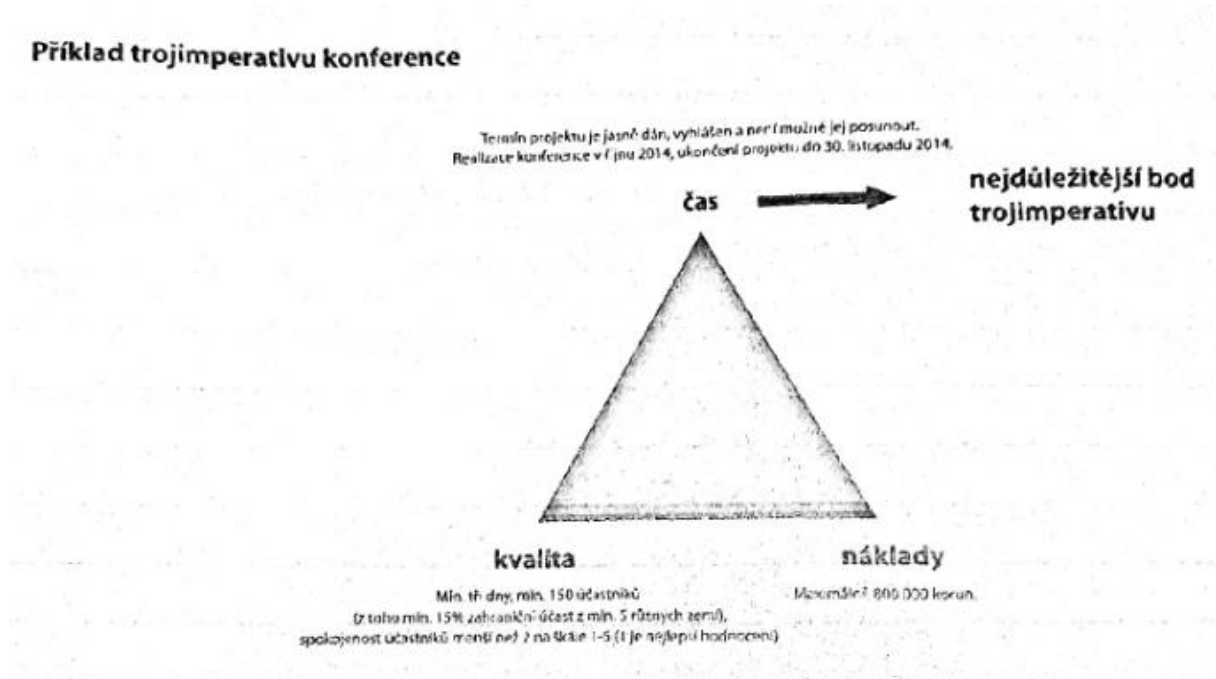 Příklad trojimperativu konference
Termín projektu je jasně dán, vyhlášen a není možné jej posunout.
Realizace konference v říjnu 2014, ukončení projektu do 30. listopadu 2014.
čas
nejdůležitější bod
trojimperativu
kvalita
náklady
Min. tři dny, min. 150 účastníků
(z toho min. 15% zahraniční účast z min. 5 různých zemí),
spokojenost účastníků menší než 2 na škále 1-5 (1 je nejlepší hodnocení)
Maximálně 800 000 korun.